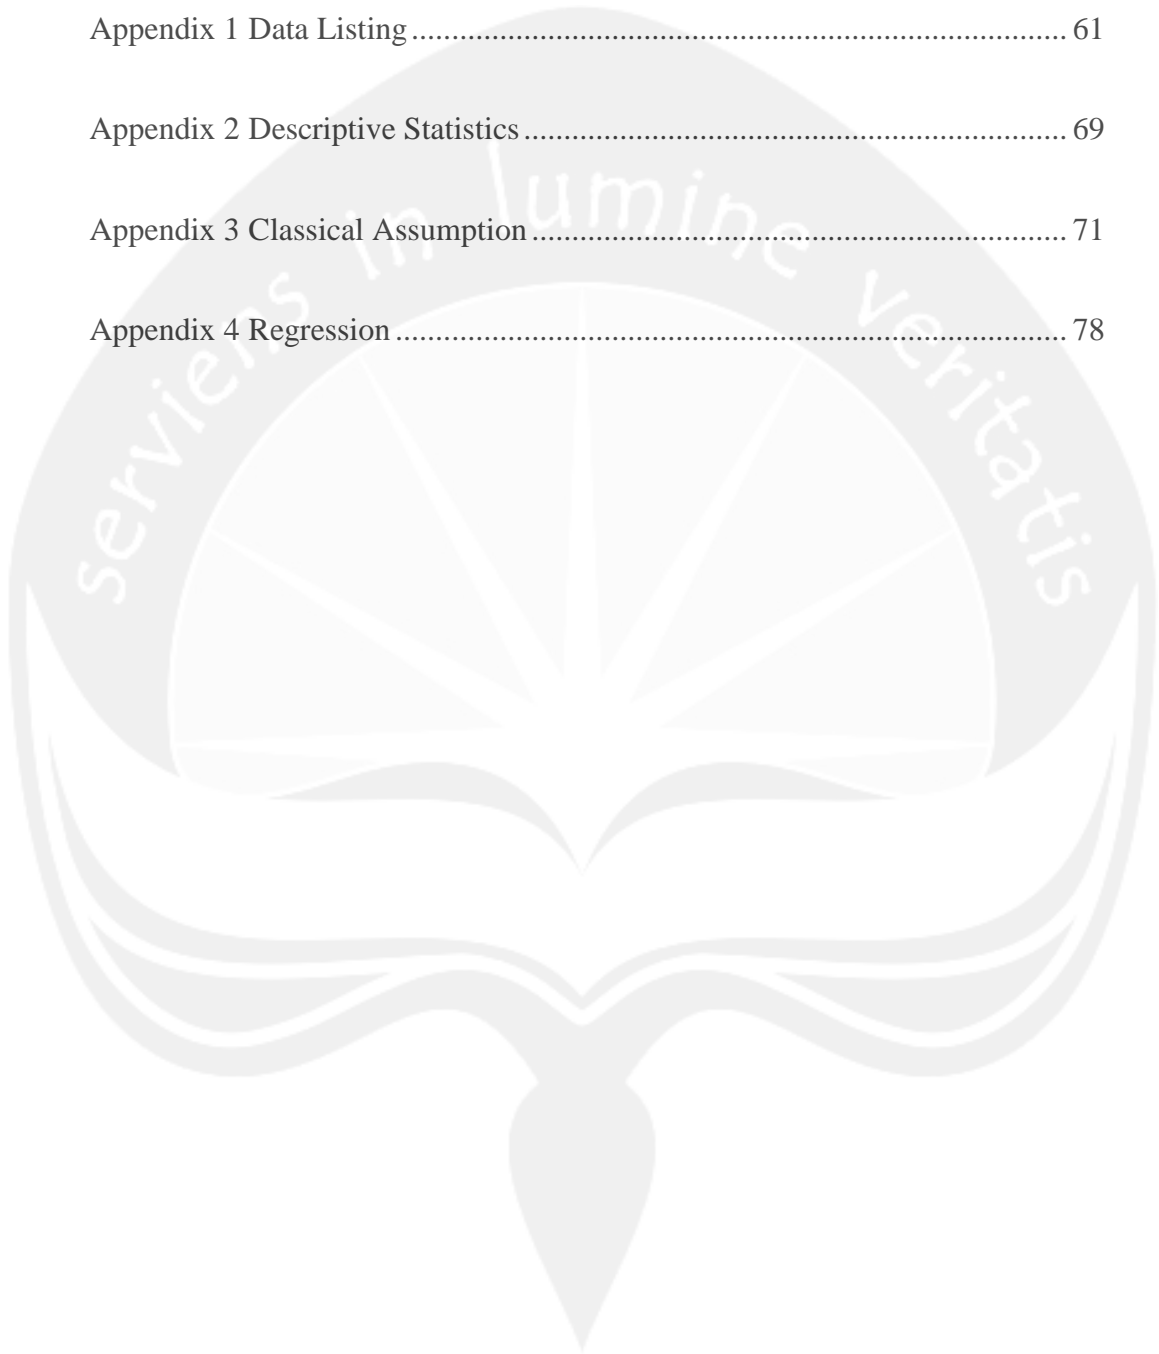 Appendix 1 Data Listing.................................................................................. 61
Appendix 2 Descriptive Statistics.................................................................... 69
serviens in lumine veritatis
Appendix 3 Classical Assumption................................................................... 71
Appendix 4 Regression.................................................................................... 78